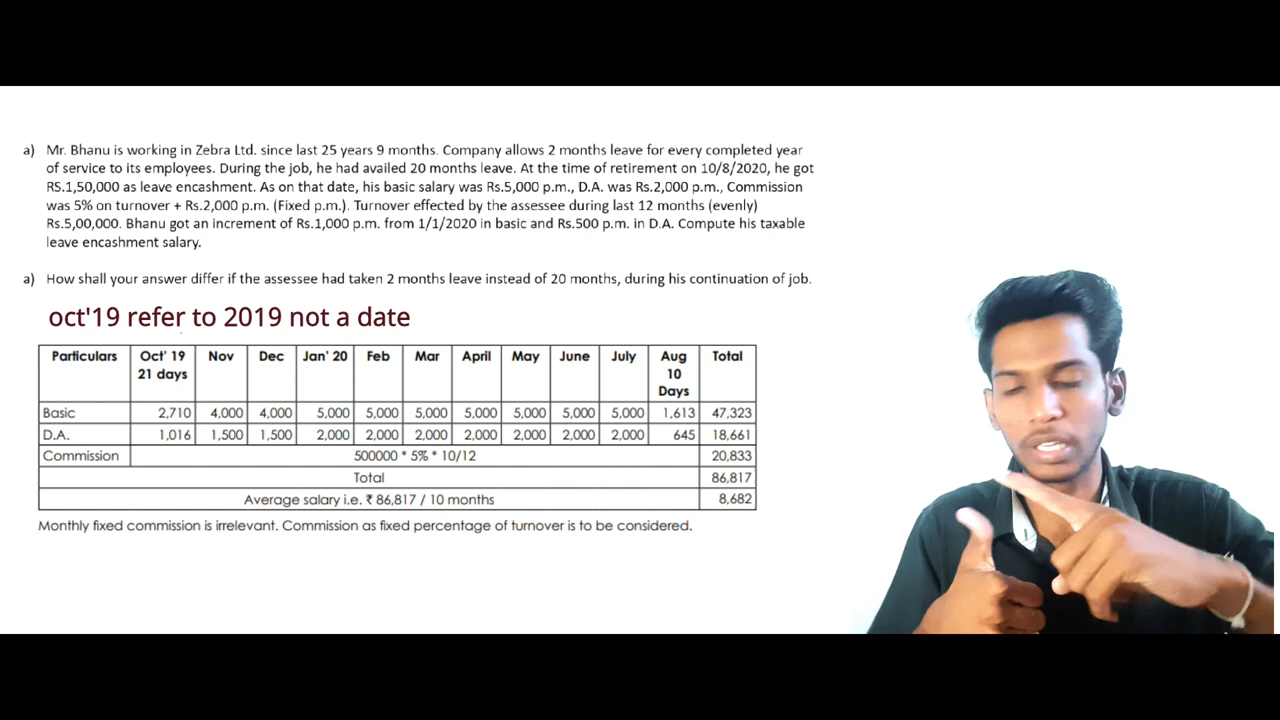 a) Mr. Bhanu is working in Zebra Ltd. since last 25 years 9 months. Company allows 2 months leave for every completed year
of service to its employees. During the job, he had availed 20 months leave. At the time of retirement on 10/8/2020, he got
RS.1,50,000 as leave encashment. As on that date, his basic salary was Rs.5,000 p.m., D.A. was Rs.2,000 p.m., Commission
was 5% on turnover + Rs.2,000 p.m. (Fixed p.m.). Turnover effected by the assessee during last 12 months (evenly)
Rs.5,00,000. Bhanu got an increment of Rs.1,000 p.m. from 1/1/2020 in basic and Rs.500 p.m. in D.A. Compute his taxable
leave encashment salary.
a) How shall your answer differ if the assessee had taken 2 months leave instead of 20 months, during his continuation of job.
oct'19 refer to 2019 not a date
Particulars Oct' 19 21 days Nov Dec Jan' 20 Feb Mar April May June July Aug 10 Days Total
Basic 2,710 4,000 4,000 5,000 5,000 5,000 5,000 5,000 5,000 5,000 1,613 47,323
D.A. 1,016 1,500 1,500 2,000 2,000 2,000 2,000 2,000 2,000 2,000 645 18,661
Commission 500000 * 5% * 10/12 20,833
Total 86,817
Average salary i.e. ₹ 86,817 / 10 months 8,682
Monthly fixed commission is irrelevant. Commission as fixed percentage of turnover is to be considered.